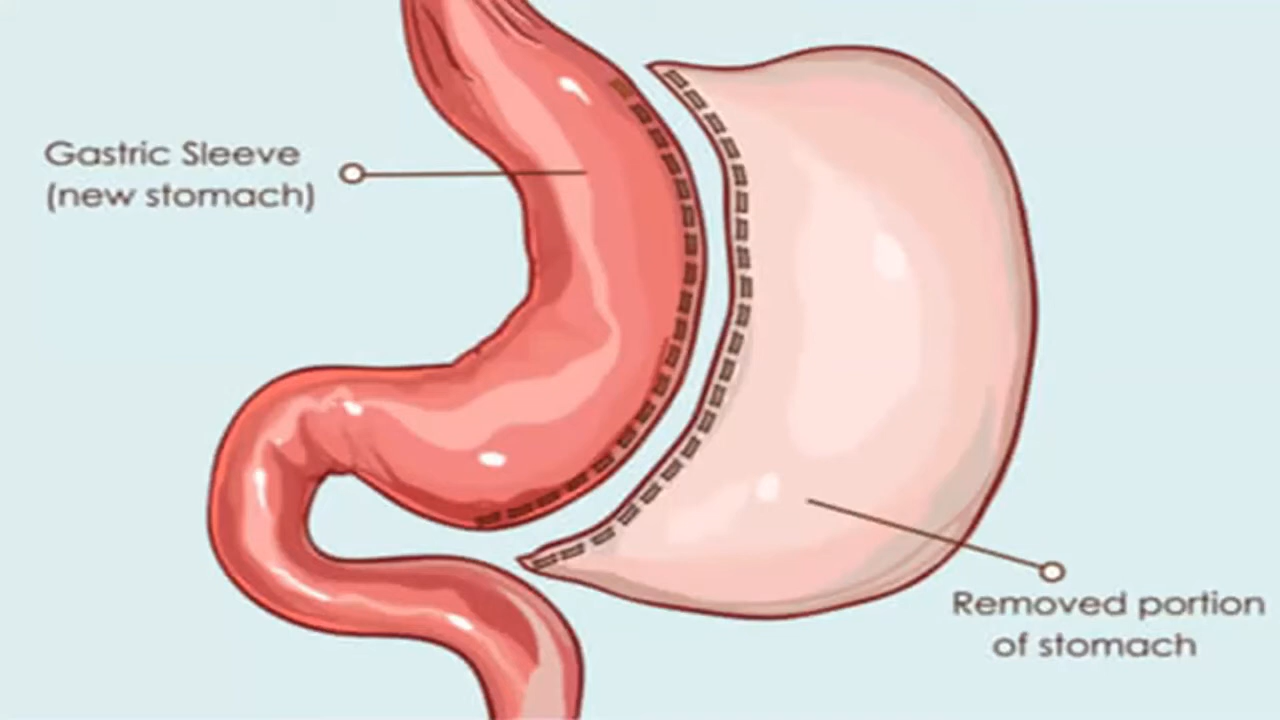 Gastric Sleeve
(new stomach)
Removed portion
of stomach